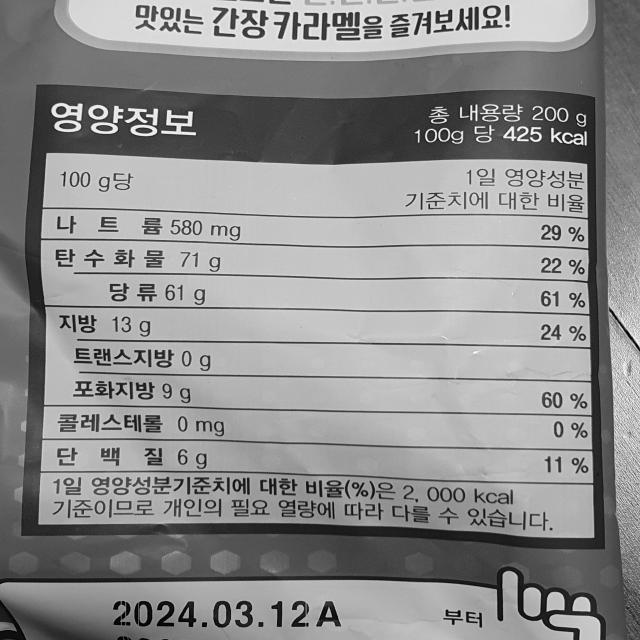 맛있는 간장 카라멜을 즐겨보세요!
영양정보
총 내용량 200 g
100g 당 425 kcal
100 g당
1일 영양성분
기준치에 대한 비율
나 트 륨 580 mg 29 %
탄 수 화 물 71 g 22 %
당 류 61 g 61 %
지방 13 g 24 %
트랜스지방 0 g
포화지방 9 g 60 %
콜레스테롤 0 mg 0 %
단 백 질 6 g 11 %
1일 영양성분기준치에 대한 비율(%)은 2, 000 kcal
기준이므로 개인의 필요 열량에 따라 다를 수 있습니다.
2024.03.12A
부터